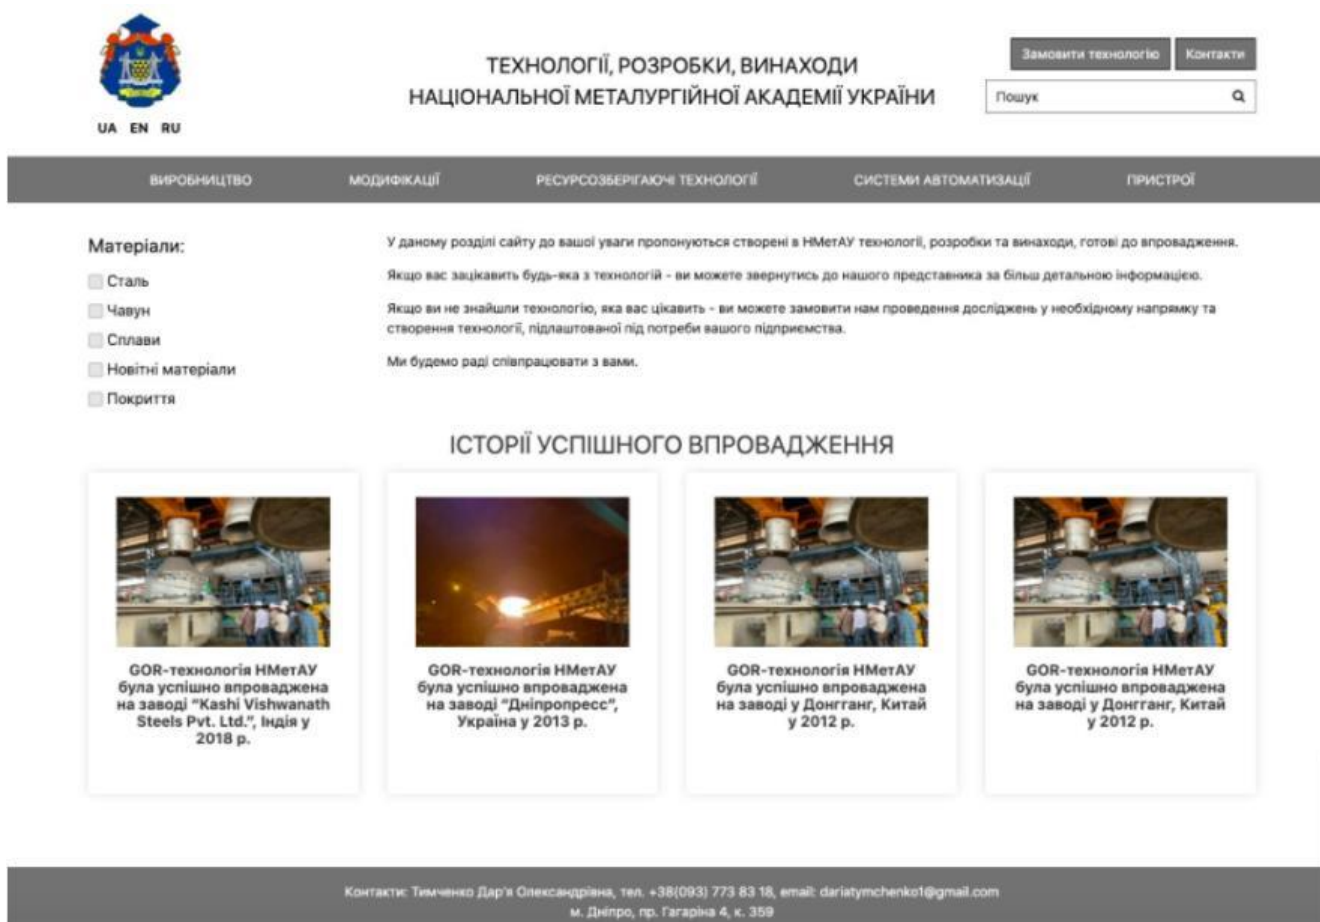 UA EN RU
ТЕХНОЛОГІЇ, РОЗРОБКИ, ВИНАХОДИ
НАЦІОНАЛЬНОЇ МЕТАЛУРГІЙНОЇ АКАДЕМІЇ УКРАЇНИ
Замовити технологію Контакти
Пошук
ВИРОБНИЦТВО МОДИФІКАЦІЇ РЕСУРСОЗБЕРІГАЮЧІ ТЕХНОЛОГІЇ СИСТЕМИ АВТОМАТИЗАЦІЇ ПРИСТРОЇ
Матеріали:
Сталь
Чавун
Сплави
Новітні матеріали
Покриття
У даному розділі сайту до вашої уваги пропонуються створені в НМетАУ технології, розробки та винаходи, готові до впровадження.
Якщо вас зацікавить будь-яка з технологій - ви можете звернутись до нашого представника за більш детальною інформацією.
Якщо ви не знайшли технологію, яка вас цікавить - ви можете замовити нам проведення досліджень у необхідному напрямку та
створення технології, підлаштованої під потреби вашого підприємства.
Ми будемо раді співпрацювати з вами.
ІСТОРІЇ УСПІШНОГО ВПРОВАДЖЕННЯ
GOR-технологія НМетАУ
була успішно впроваджена
на заводі “Kashi Vishwanath
Steels Pvt. Ltd.”, Індія у
2018 р.
GOR-технологія НМетАУ
була успішно впроваджена
на заводі “Дніпропресс”,
Україна у 2013 р.
GOR-технологія НМетАУ
була успішно впроваджена
на заводі у Донгганг, Китай
у 2012 р.
GOR-технологія НМетАУ
була успішно впроваджена
на заводі у Донгганг, Китай
у 2012 р.
Контакти: Тимченко Дар'я Олександрівна, тел. +38(093) 773 83 18, email: dariatymchenko1@gmail.com
м. Дніпро, пр. Гагаріна 4, к. 359